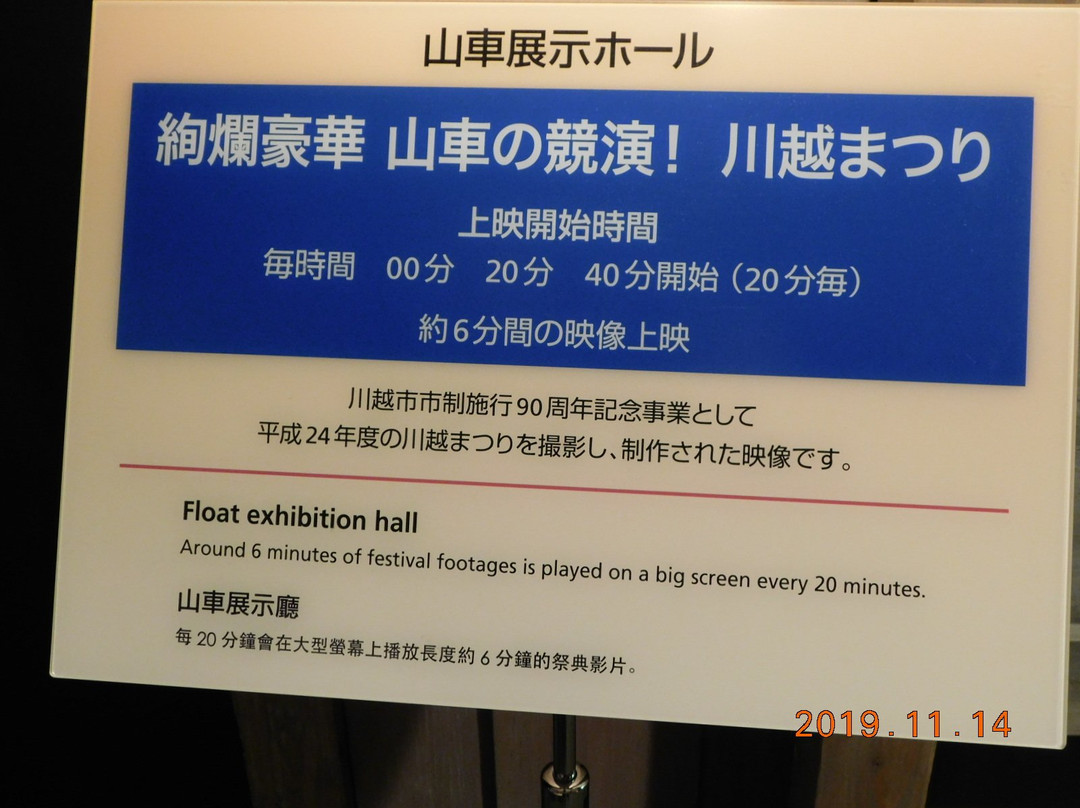 山車展示ホール
絢爛豪華 山車の競演! 川越まつり
上映開始時間
毎時間 00分 20分 40分開始(20分毎)
約6分間の映像上映
川越市市制施行90周年記念事業として
平成24年度の川越まつりを撮影し、制作された映像です。
Float exhibition hall
Around 6 minutes of festival footages is played on a big screen every 20 minutes.
山車展示廳
每20分鐘會在大型螢幕上播放長度約6分鐘的祭典影片。
2019.11.14